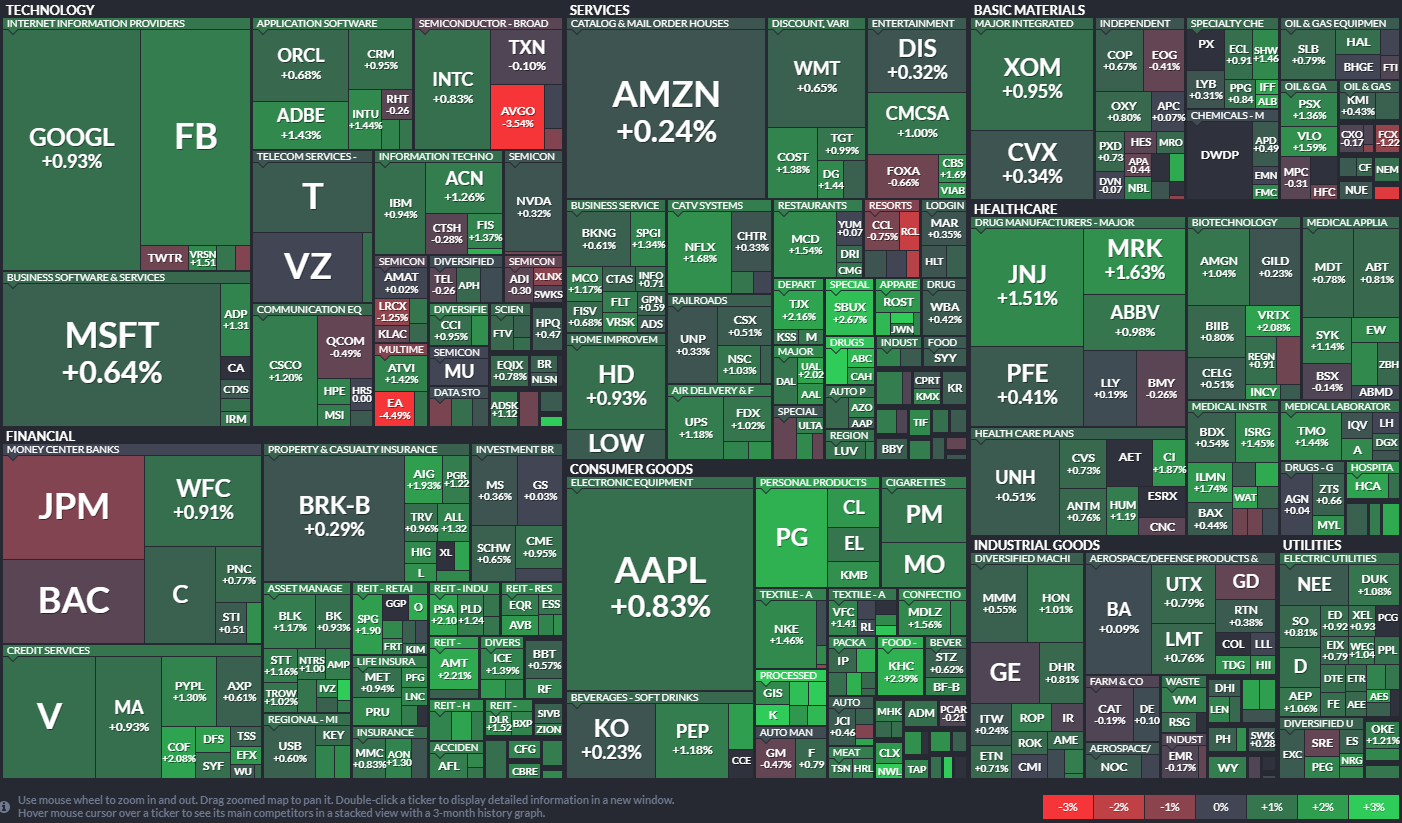 TECHNOLOGY
INTERNET INFORMATION PROVIDERS
GOOGL
+0.93%
FB
TWTR
VRSN
+1.51
APPLICATION SOFTWARE
ORCL
+0.68%
CRM
+0.95%
ADBE
+1.43%
INTU
+1.44%
RHT
-0.26
SEMICONDUCTOR - BROAD
INTC
+0.83%
TXN
-0.10%
AVGO
-3.54%
BUSINESS SOFTWARE & SERVICES
MSFT
+0.64%
ADP
+1.31
CA
CTXS
IRM
TELECOM SERVICES -
T
VZ
INFORMATION TECHNO
IBM
+0.94%
ACN
+1.26%
CTSH
-0.28%
FIS
+1.37%
SEMICON
NVDA
+0.32%
COMMUNICATION EQ
CSCO
+1.20%
QCOM
-0.49%
HPE
HRS
0.00
MSI
SEMICON
AMAT
+0.02%
LRCX
-1.25%
KLAC
DIVERSIFIED
TEL
-0.26
APH
SEMICON
ADI
-0.30
XLNX
SWKS
DIVERSIFIE
CCI
+0.95%
SCIEN
FTV
HPQ
+0.47
MULTIME
ATVI
+1.42%
EA
-4.49%
SEMICON
MU
DATA STO
EQIX
+0.78%
BR
NLSN
ADSK
+1.12
FINANCIAL
MONEY CENTER BANKS
JPM
WFC
+0.91%
BAC
C
PNC
+0.77%
STI
+0.51
PROPERTY & CASUALTY INSURANCE
BRK-B
+0.29%
AIG
+1.93%
PGR
+1.22
TRV
+0.96%
ALL
+1.32
HIG
XL
L
INVESTMENT BR
MS
+0.36%
GS
+0.03%
SCHW
+0.65%
CME
+0.95%
CREDIT SERVICES
V
MA
+0.93%
PYPL
+1.30%
AXP
+0.61%
COF
+2.08%
DFS
TSS
SYF
EFX
WU
ASSET MANAGE
BLK
+1.17%
BK
+0.93%
STT
+1.16%
NTRS
+1.00
AMP
TROW
+1.02%
IVZ
REGIONAL - MI
USB
+0.60%
KEY
REIT - RETAI
SPG
+1.90
GGP
O
FRT
KIM
LIFE INSURA
MET
+0.94%
PFG
LNC
PRU
INSURANCE
MMC
+0.83%
AON
+1.30
REIT - INDU
PSA
+2.10
PLD
+1.24
REIT - RES
EQR
ESS
AVB
REIT -
AMT
+2.21%
DIVERS
ICE
+1.39%
BBT
+0.57%
RF
REIT - H
REIT -
DLR
+1.52
BXP
SIVB
ZION
ACCIDEN
AFL
CFG
CBRE
SERVICES
CATALOG & MAIL ORDER HOUSES
AMZN
+0.24%
DISCOUNT, VARI
WMT
+0.65%
COST
+1.38%
TGT
+0.99%
DG
+1.44
ENTERTAINMENT
DIS
+0.32%
CMCSA
+1.00%
FOXA
-0.66%
CBS
+1.69
VIAB
BUSINESS SERVICE
BKNG
+0.61%
SPGI
+1.34%
MCO
+1.17%
CTAS
INFO
+0.71
FLT
GPN
+0.59
FISV
+0.68%
VRSK
ADS
CATV SYSTEMS
NFLX
+1.68%
CHTR
+0.33%
RESTAURANTS
MCD
+1.54%
YUM
+0.07
DRI
CMG
RESORTS
CCL
-0.75%
RCL
LODGIN
MAR
+0.35%
HLT
RAILROADS
UNP
+0.33%
CSX
+0.51%
NSC
+1.03%
HOME IMPROVEM
HD
+0.93%
LOW
AIR DELIVERY & F
UPS
+1.18%
FDX
+1.02%
DEPART
TJX
+2.16%
KSS
M
SPECIAL
SBUX
+2.67%
APPARE
ROST
JWN
DRUG
WBA
+0.42%
MAJOR
DAL
UAL
+2.02
AAL
DRUGS
ABC
CAH
INDUST
FOOD
SYY
SPECIAL
ULTA
AUTO P
AZO
AAP
CPRT
KMX
KR
REGION
LUV
TIF
BBY
CONSUMER GOODS
ELECTRONIC EQUIPMENT
AAPL
+0.83%
PERSONAL PRODUCTS
PG
CL
EL
KMB
CIGARETTES
PM
MO
BEVERAGES - SOFT DRINKS
KO
+0.23%
PEP
+1.18%
CCE
TEXTILE - A
NKE
+1.46%
TEXTILE - A
VFC
+1.41
RL
CONFECTIO
MDLZ
+1.56%
PACKA
IP
FOOD -
KHC
+2.39%
BEVER
STZ
+0.62%
BF-B
PROCESSED
GIS
K
AUTO
JCI
+0.46
MHK
ADM
PCAR
-0.21
AUTO MAN
GM
-0.47%
F
+0.79
MEAT
TSN
HRL
CLX
NWL
TAP
BASIC MATERIALS
MAJOR INTEGRATED
XOM
+0.95%
CVX
+0.34%
INDEPENDENT
COP
+0.67%
EOG
-0.41%
OXY
+0.80%
APC
+0.07%
PXD
+0.73
HES
MRO
APA
-0.44
DVN
-0.07
NBL
SPECIALTY CHE
PX
ECL
+0.91
SHW
+1.46
LYB
+0.31%
PPG
+0.84
IFF
ALB
CHEMICALS - M
DWDP
APD
+0.49
EMN
FMC
OIL & GAS EQUIPMEN
SLB
+0.79%
HAL
BHGE
FTI
OIL & GA
PSX
+1.36%
VLO
+1.59%
MPC
-0.31
HFC
OIL & GAS
KMI
+0.43%
CXO
-0.17
FCX
-1.22
CF
NEM
NUE
HEALTHCARE
DRUG MANUFACTURERS - MAJOR
JNJ
+1.51%
MRK
+1.63%
ABBV
+0.98%
PFE
+0.41%
LLY
+0.19%
BMY
-0.26%
BIOTECHNOLOGY
AMGN
+1.04%
GILD
+0.23%
BIIB
+0.80%
VRTX
+2.08%
CELG
+0.51%
REGN
+0.91
INCY
MEDICAL APPLIA
MDT
+0.78%
ABT
+0.81%
SYK
+1.14%
EW
BSX
-0.14%
ZBH
ABMD
HEALTH CARE PLANS
UNH
+0.51%
CVS
+0.73%
AET
CI
+1.87%
ANTM
+0.76%
HUM
+1.19
ESRX
CNC
MEDICAL INSTR
BDX
+0.54%
ISRG
+1.45%
ILMN
+1.74%
WAT
BAX
+0.44%
MEDICAL LABORATOR
TMO
+1.44%
IQV
LH
A
DGX
DRUGS - G
AGN
+0.04
ZTS
+0.66
MYL
HOSPITA
HCA
INDUSTRIAL GOODS
DIVERSIFIED MACHI
MMM
+0.55%
HON
+1.01%
GE
DHR
+0.81%
ITW
+0.24%
ROP
IR
ETN
+0.71%
ROK
AME
CMI
AEROSPACE/DEFENSE PRODUCTS &
BA
+0.09%
UTX
+0.79%
GD
RTN
+0.38%
LMT
+0.76%
COL
LLL
TDG
HII
FARM & CO
CAT
-0.19%
DE
+0.10
AEROSPACE/
NOC
WASTE
WM
RSG
DHI
LEN
INDUST
EMR
-0.17%
PH
SWK
+0.28
WY
UTILITIES
ELECTRIC UTILITIES
NEE
DUK
+1.08%
SO
+0.81%
ED
+0.92
XEL
+0.93
PCG
EIX
+0.79
WEC
+1.04
PPL
D
DTE
ETR
AEP
+1.06%
FE
AEE
AES
DIVERSIFIED U
EXC
SRE
ES
OKE
+1.21%
PEG
NRG
Use mouse wheel to zoom in and out. Drag zoomed map to pan it. Double-click a ticker to display detailed information in a new window.
Hover mouse cursor over a ticker to see its main competitors in a stacked view with a 3-month history graph.
-3%
-2%
-1%
0%
+1%
+2%
+3%